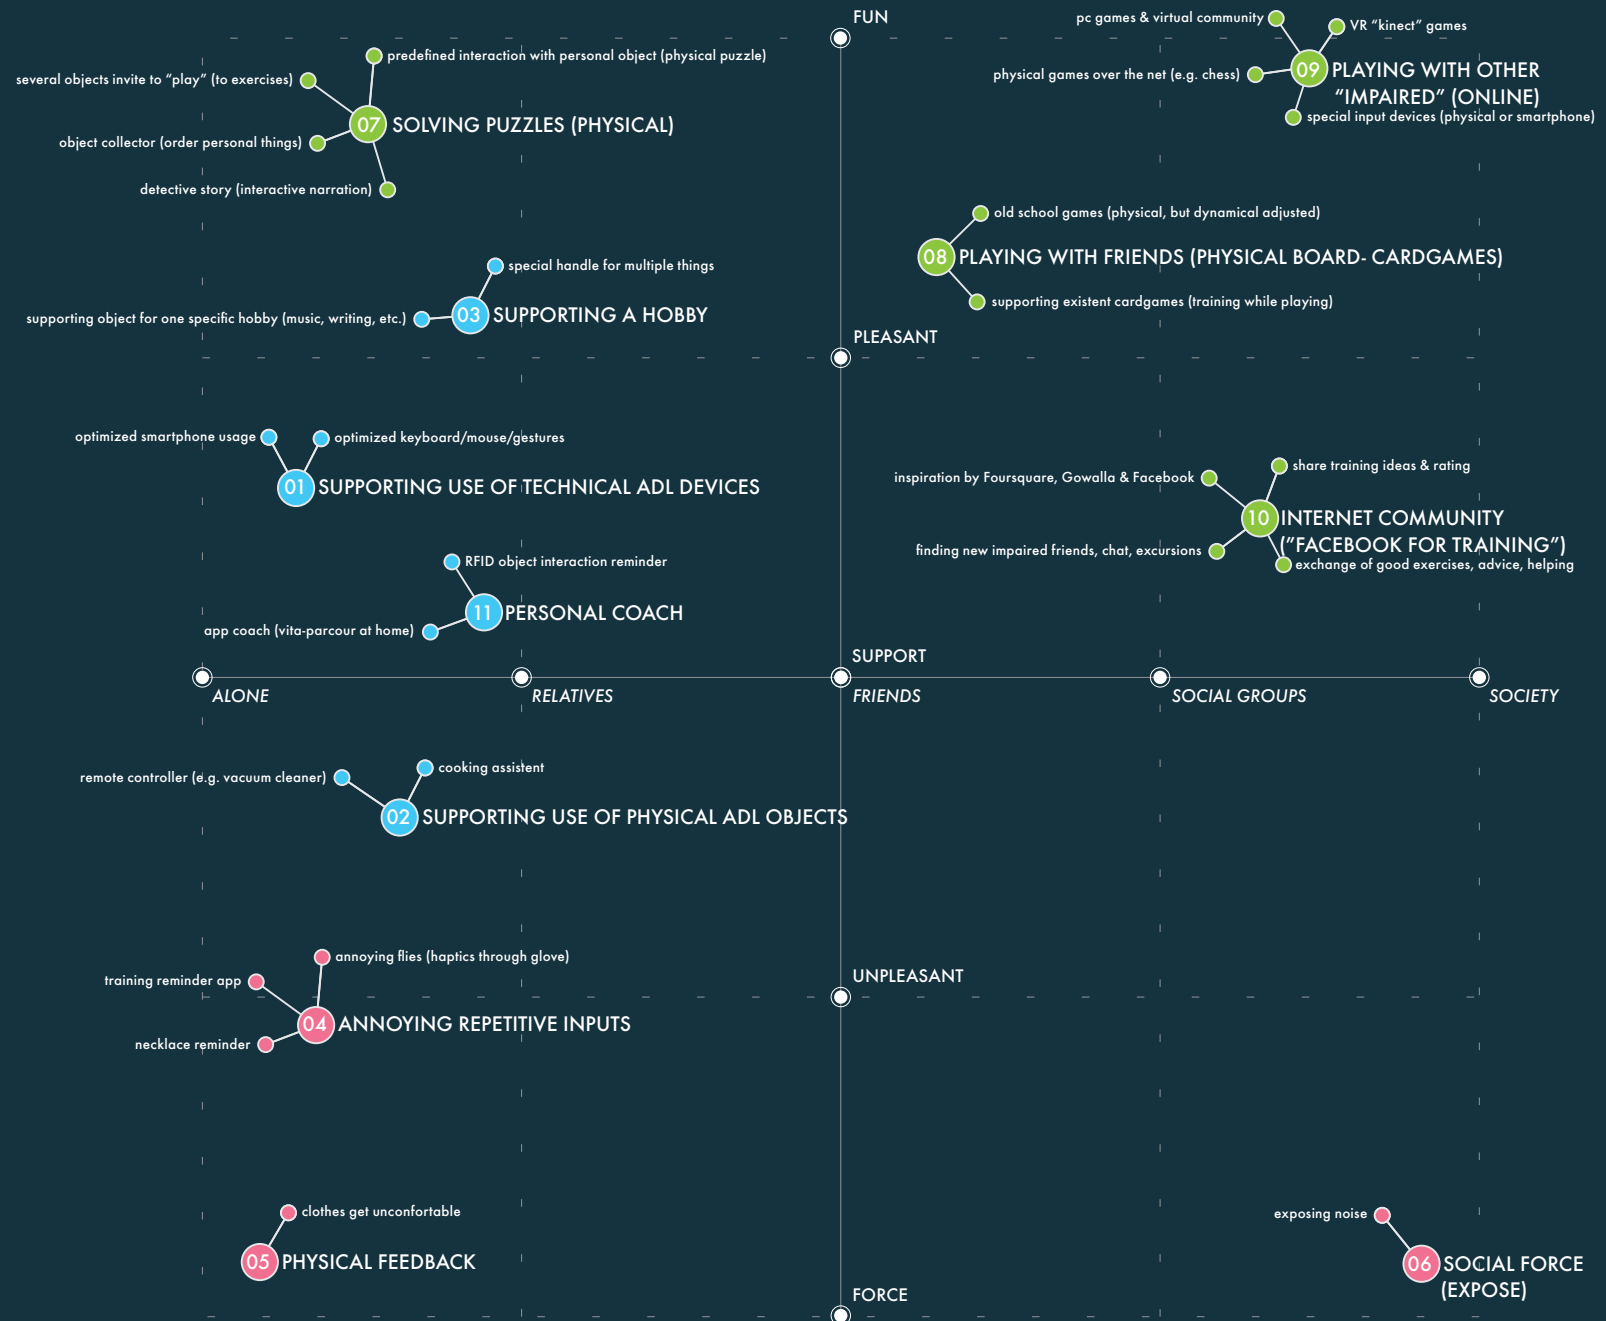 FUN
pc games & virtual community
VR “kinect” games
predefined interaction with personal object (physical puzzle)
several objects invite to “play” (to exercises)
physical games over the net (e.g. chess)
09 PLAYING WITH OTHER
“IMPAIRED” (ONLINE)
special input devices (physical or smartphone)
07 SOLVING PUZZLES (PHYSICAL)
object collector (order personal things)
detective story (interactive narration)
old school games (physical, but dynamical adjusted)
08 PLAYING WITH FRIENDS (PHYSICAL BOARD- CARDGAMES)
supporting existent cardgames (training while playing)
special handle for multiple things
03 SUPPORTING A HOBBY
supporting object for one specific hobby (music, writing, etc.)
PLEASANT
optimized smartphone usage
optimized keyboard/mouse/gestures
01 SUPPORTING USE OF TECHNICAL ADL DEVICES
share training ideas & rating
inspiration by Foursquare, Gowalla & Facebook
10 INTERNET COMMUNITY
(”FACEBOOK FOR TRAINING”)
finding new impaired friends, chat, excursions
exchange of good exercises, advice, helping
RFID object interaction reminder
11 PERSONAL COACH
app coach (vita-parcour at home)
SUPPORT
ALONE
RELATIVES
FRIENDS
SOCIAL GROUPS
SOCIETY
remote controller (e.g. vacuum cleaner)
cooking assistent
02 SUPPORTING USE OF PHYSICAL ADL OBJECTS
annoying flies (haptics through glove)
training reminder app
UNPLEASANT
04 ANNOYING REPETITIVE INPUTS
necklace reminder
clothes get unconfortable
05 PHYSICAL FEEDBACK
exposing noise
06 SOCIAL FORCE
(EXPOSE)
FORCE